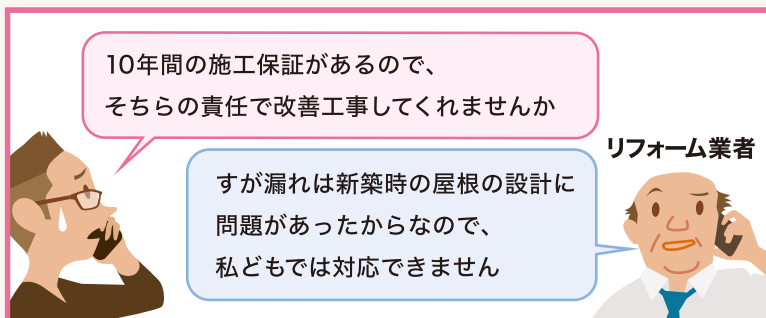 10年間の施工保証があるので、
そちらの責任で改善工事してくれませんか
リフォーム業者
すが漏れは新築時の屋根の設計に
問題があったからなので、
私どもでは対応できません